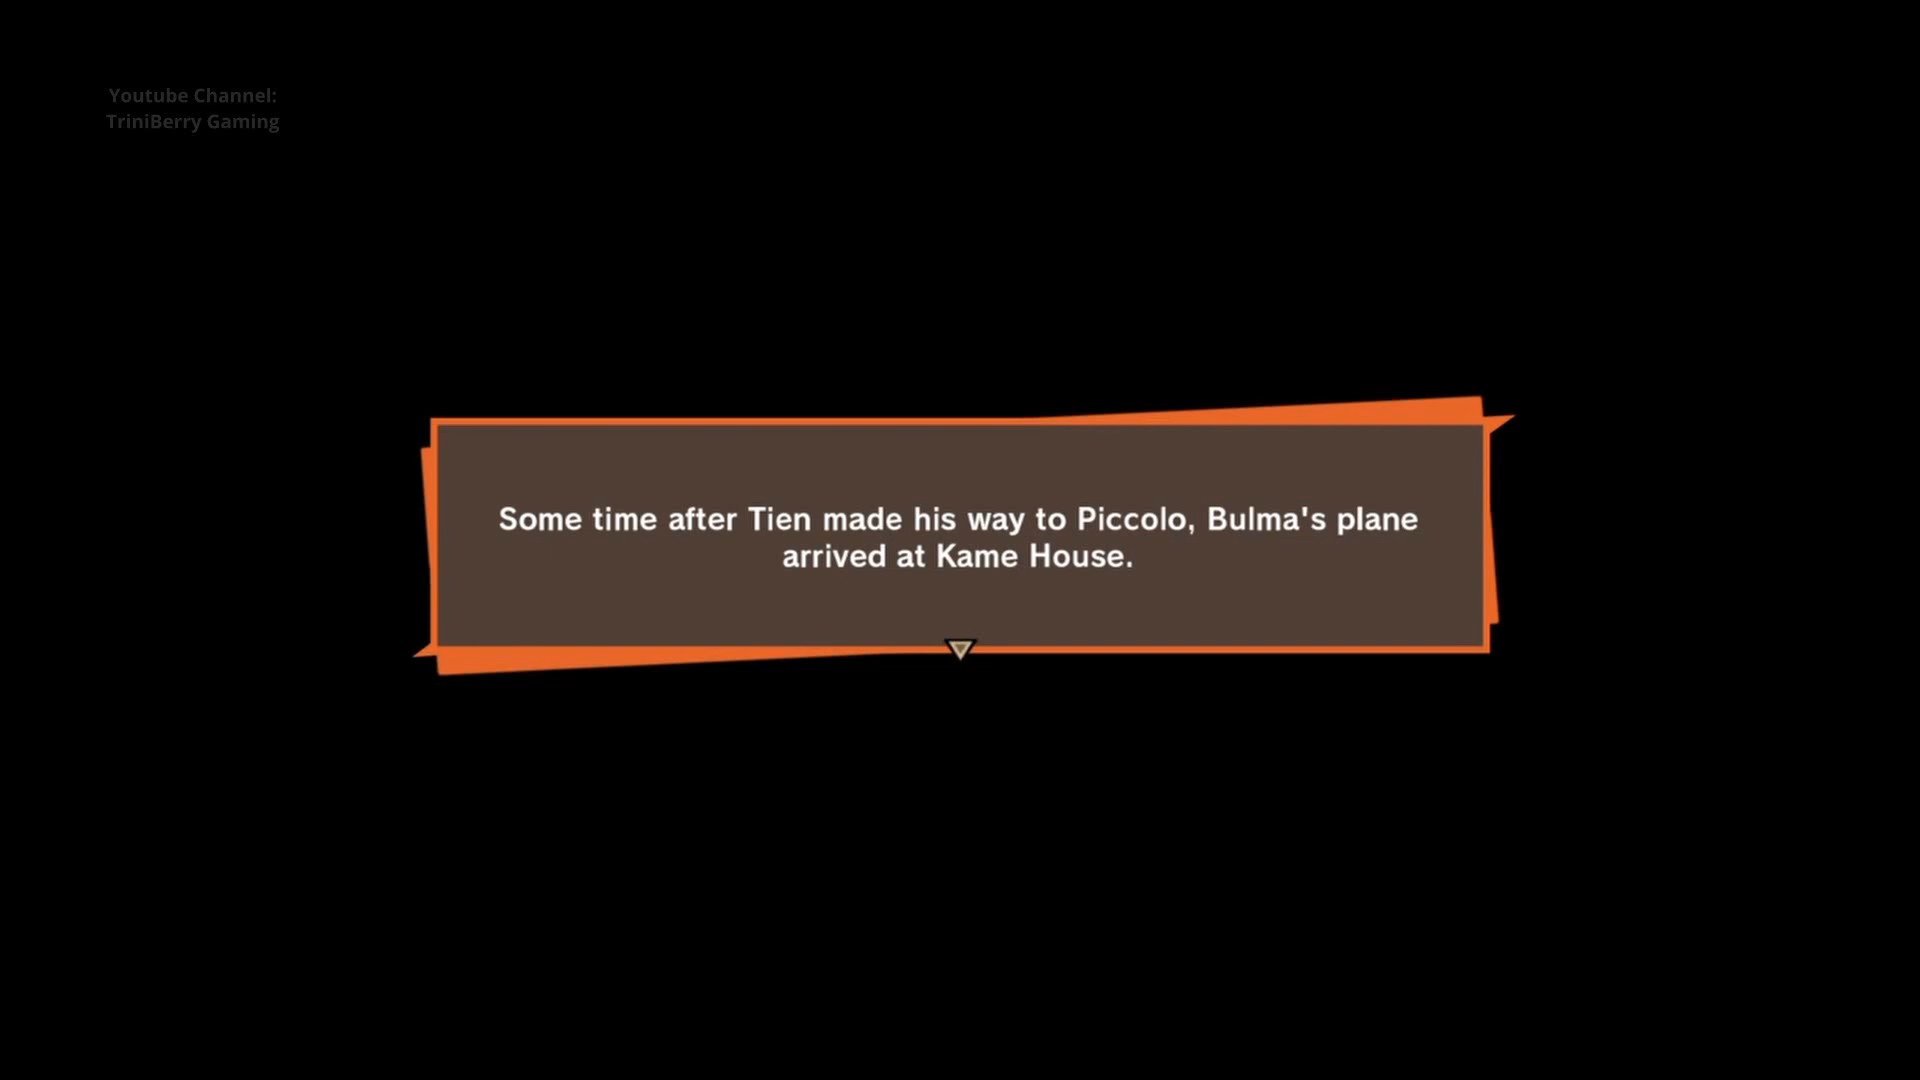 Youtube Channel:
TriniBerry Gaming
Some time after Tien made his way to Piccolo, Bulma's plane
arrived at Kame House.